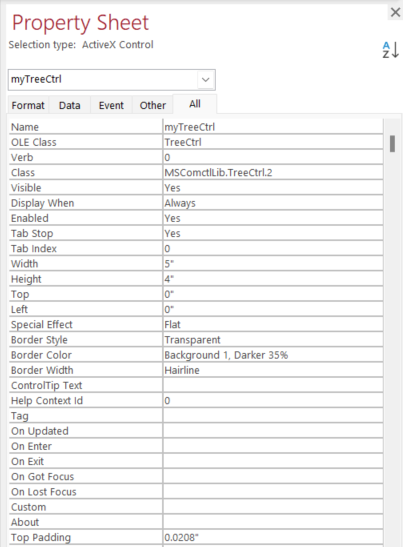 Property Sheet
Selection type: ActiveX Control
A
Z
myTreeCtrl
Format Data Event Other All
Name myTreeCtrl
OLE Class TreeCtrl
Verb 0
Class MSComctlLib.TreeCtrl.2
Visible Yes
Display When Always
Enabled Yes
Tab Stop Yes
Tab Index 0
Width 5"
Height 4"
Top 0"
Left 0"
Special Effect Flat
Border Style Transparent
Border Color Background 1, Darker 35%
Border Width Hairline
ControlTip Text
Help Context Id 0
Tag
On Updated
On Enter
On Exit
On Got Focus
On Lost Focus
Custom
About
Top Padding 0.0208"